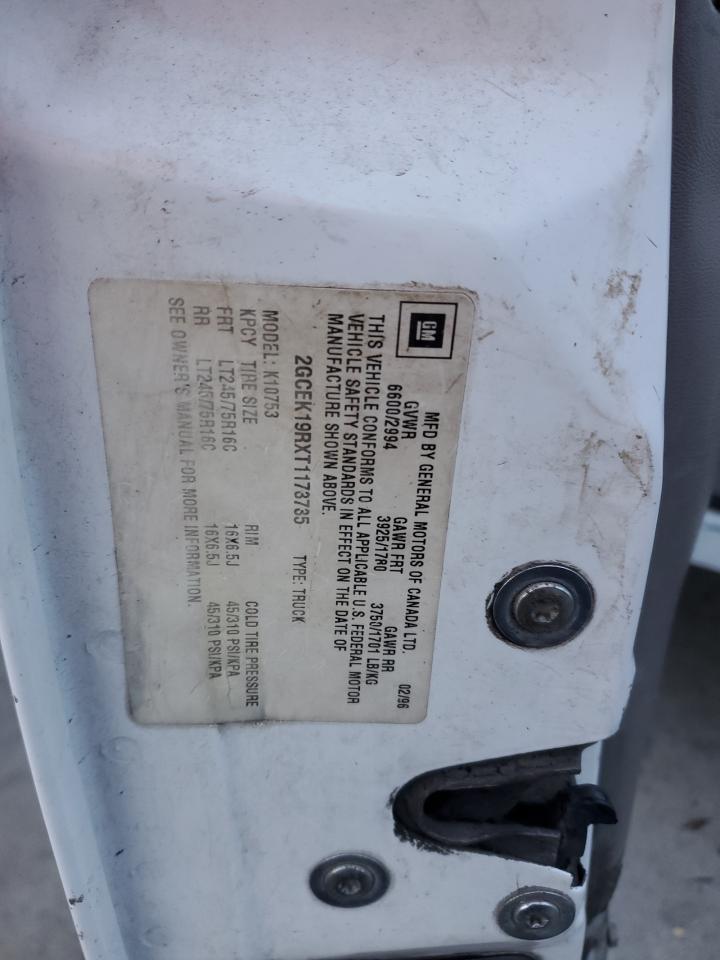 GM
MFD BY GENERAL MOTORS OF CANADA LTD. 02/96
GVWR GAWR FRT GAWR RR
6600/2994 3925/1780 3750/1701 LB/KG
THIS VEHICLE CONFORMS TO ALL APPLICABLE U.S. FEDERAL MOTOR
VEHICLE SAFETY STANDARDS IN EFFECT ON THE DATE OF
MANUFACTURE SHOWN ABOVE.
2GCEK19RXT1173735 TYPE: TRUCK
MODEL: K10753
KPCY TIRE SIZE RIM COLD TIRE PRESSURE
FRT LT245/75R16C 16X6.5J 45/310 PSI/KPA
RR LT245/75R16C 16X6.5J 45/310 PSI/KPA
SEE OWNER'S MANUAL FOR MORE INFORMATION.